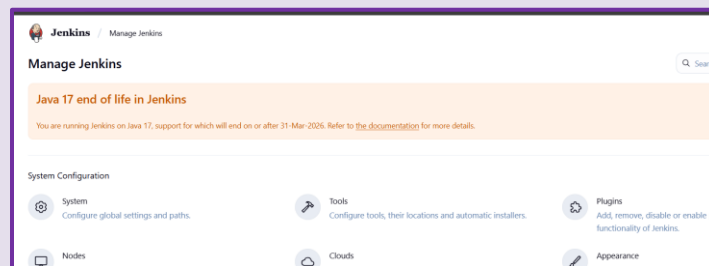 Jenkins / Manage Jenkins
Manage Jenkins
Java 17 end of life in Jenkins
You are running Jenkins on Java 17, support for which will end on or after 31-Mar-2026. Refer to the documentation for more details.
System Configuration
System
Configure global settings and paths.
Tools
Configure tools, their locations and automatic installers.
Plugins
Add, remove, disable or enable
functionality of Jenkins.
Nodes
Clouds
Appearance